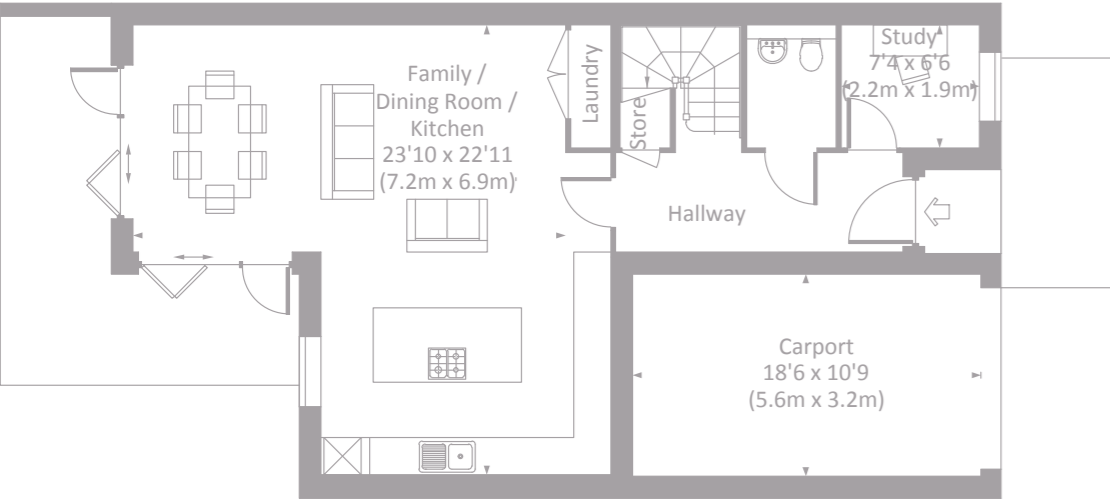 Family /
Dining Room /
Kitchen
23'10 x 22'11
(7.2m x 6.9m)
Laundry
Store
Study
7'4 x 6'6
(2.2m x 1.9m)
Hallway
Carport
18'6 x 10'9
(5.6m x 3.2m)